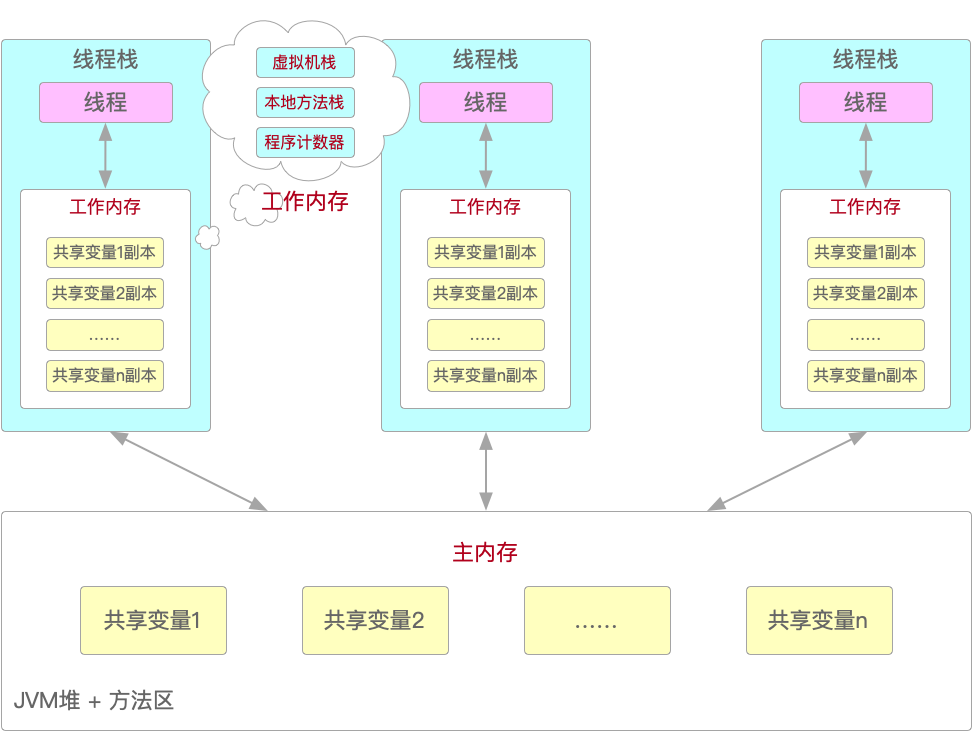 线程栈
线程
工作内存
共享变量1副本
共享变量2副本
......
共享变量n副本
虚拟机栈
本地方法栈
程序计数器
工作内存
线程栈
线程
工作内存
共享变量1副本
共享变量2副本
......
共享变量n副本
线程栈
线程
工作内存
共享变量1副本
共享变量2副本
......
共享变量n副本
主内存
共享变量1
共享变量2
......
共享变量n
JVM堆 + 方法区